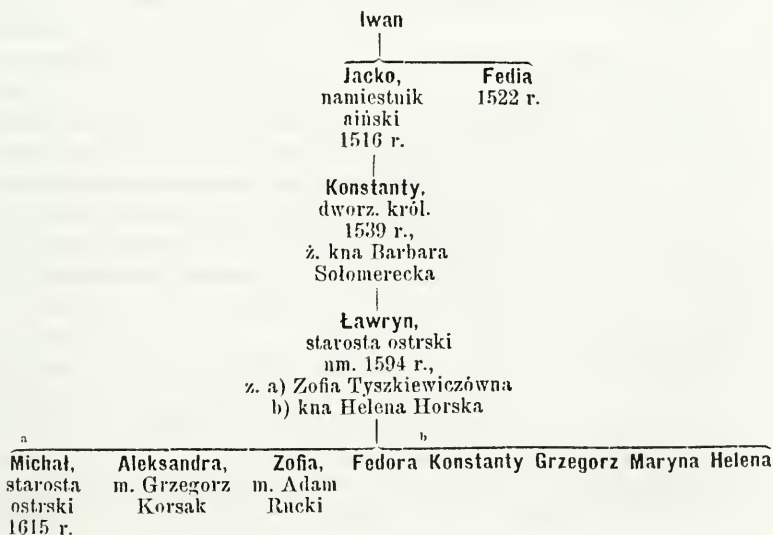 Iwan
Jacko,
namiestnik
aiński
1516 r.
Fedia
1522 r.
Konstanty,
dworz. król.
1539 r.,
ż. kna Barbara
Sołomerecka
Ławryn,
starosta ostrski
um. 1594 r.,
ż. a) Zofia Tyszkiewiczówna
b) kna Helena Horska
a
b
Michał,
starosta
ostrski
1615 r.
Aleksandra,
m. Grzegorz
Korsak
Zofia,
m. Adam
Rucki
Fedora Konstanty Grzegorz Maryna Helena